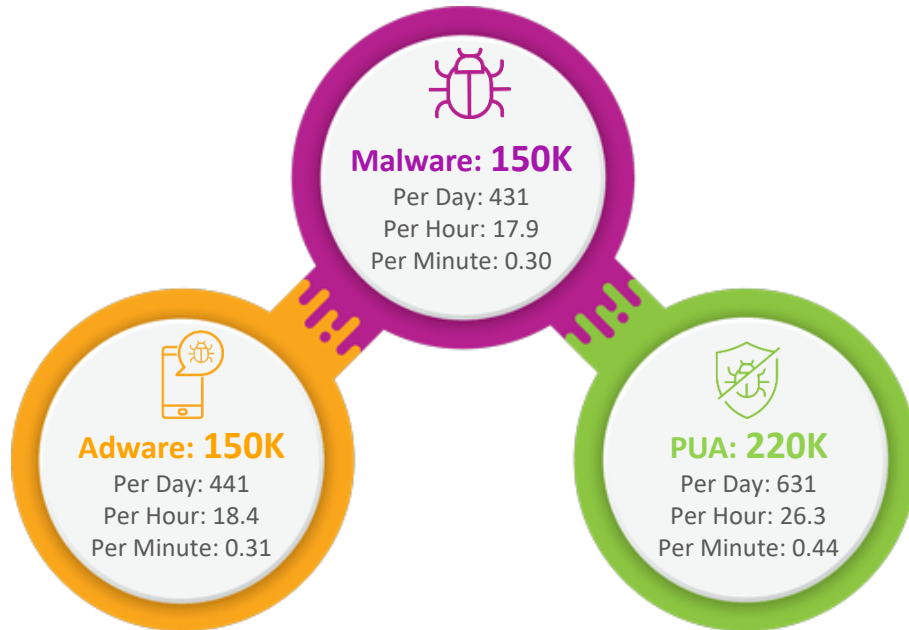 Malware: 150K
Per Day: 431
Per Hour: 17.9
Per Minute: 0.30
Adware: 150K
Per Day: 441
Per Hour: 18.4
Per Minute: 0.31
PUA: 220K
Per Day: 631
Per Hour: 26.3
Per Minute: 0.44